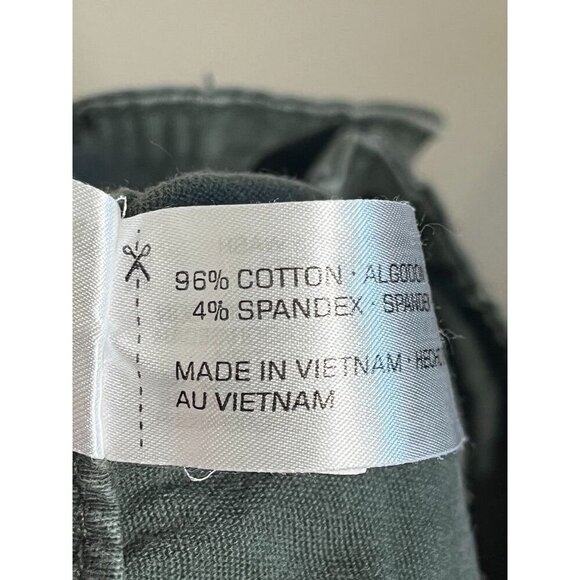 96% COTTON · ALGODON
4% SPANDEX · SPANDEX
MADE IN VIETNAM · HECHO
AU VIETNAM